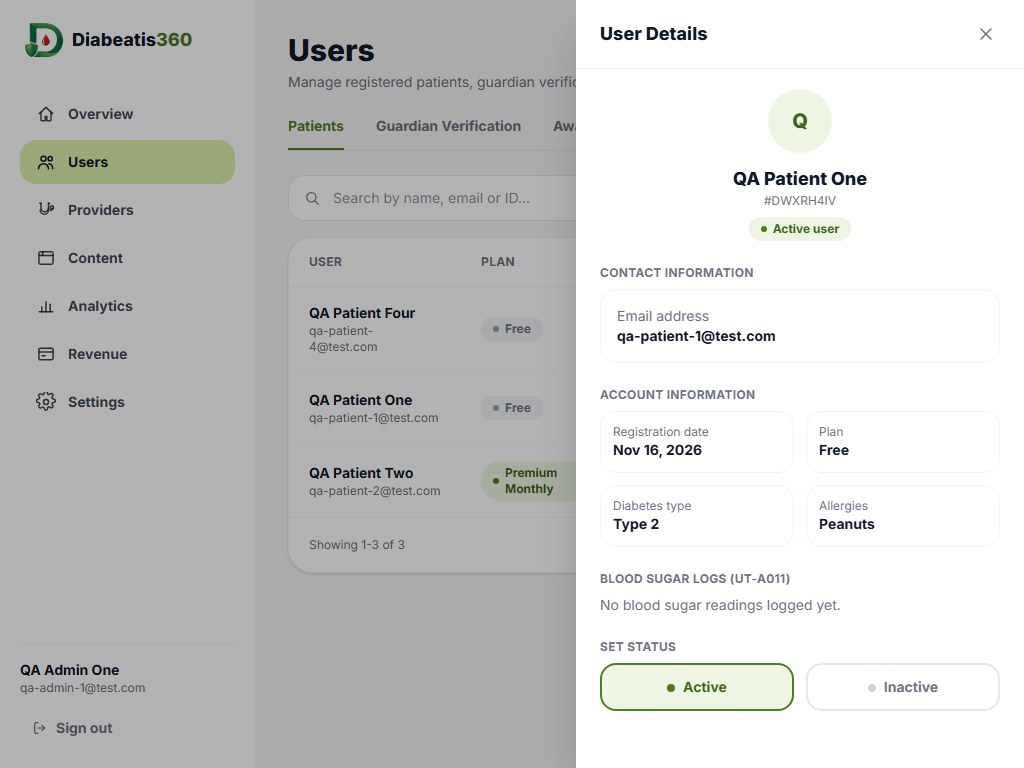 Diabeatis360
Overview
Users
Providers
Content
Analytics
Revenue
Settings
QA Admin One
qa-admin-1@test.com
Sign out
Users
Manage registered patients, guardian
Patients
Guardian Verification
Search by name, email or ID...
USER
PLAN
QA Patient Four
qa-patient-
4@test.com
Free
QA Patient One
qa-patient-1@test.com
Free
QA Patient Two
qa-patient-2@test.com
Premium
Monthly
Showing 1-3 of 3
User Details
Q
QA Patient One
#DWXRH4IV
Active user
CONTACT INFORMATION
Email address
qa-patient-1@test.com
ACCOUNT INFORMATION
Registration date
Nov 16, 2026
Plan
Free
Diabetes type
Type 2
Allergies
Peanuts
BLOOD SUGAR LOGS (UT-A011)
No blood sugar readings logged yet.
SET STATUS
Active
Inactive